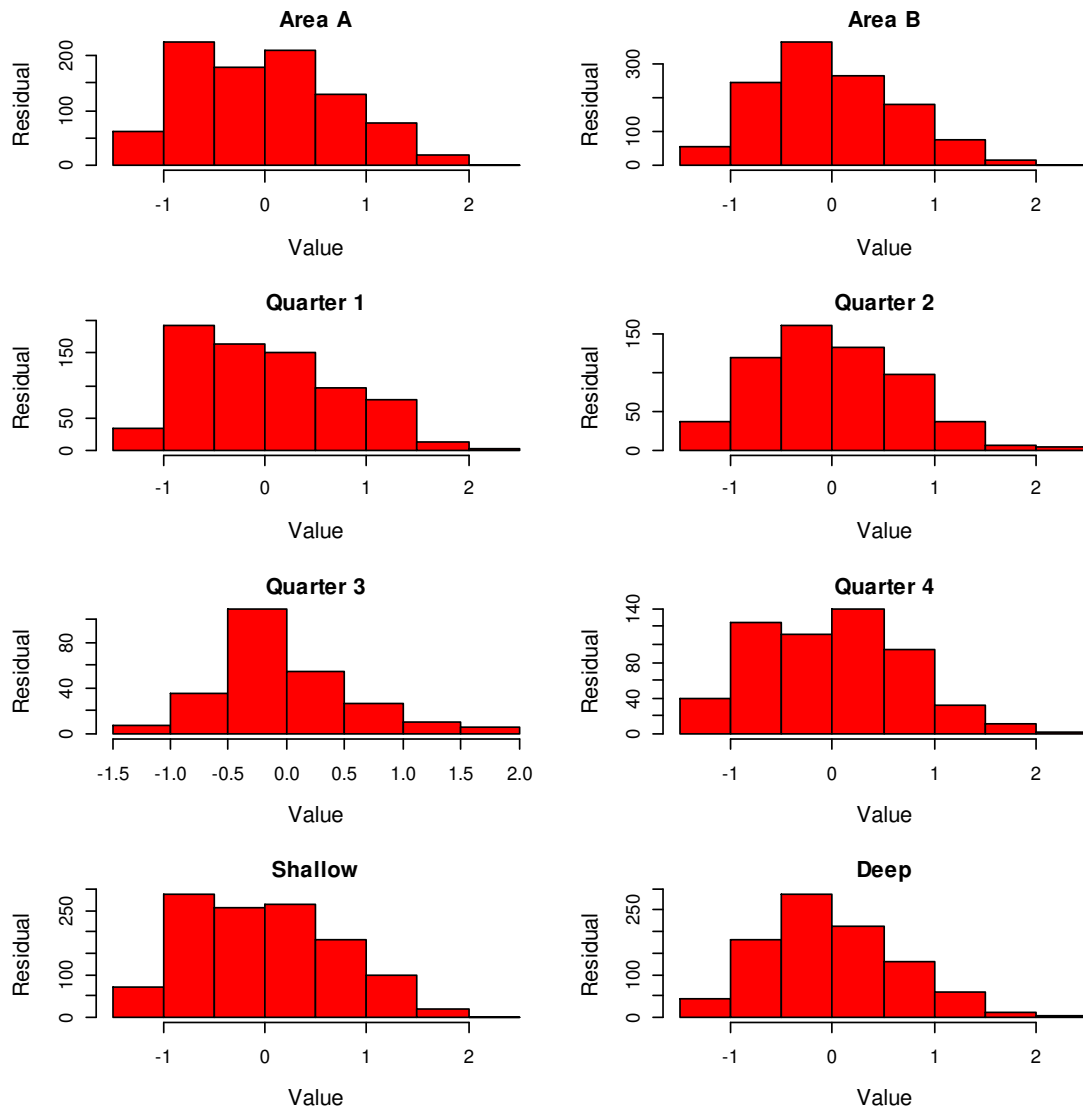 Area A
Residual
0
100
200
-1 0 1 2
Value
Area B
Residual
0
100
300
-1 0 1 2
Value
Quarter 1
Residual
0
50
150
-1 0 1 2
Value
Quarter 2
Residual
0
50
150
-1 0 1 2
Value
Quarter 3
Residual
0
40
80
-1.5 -1.0 -0.5 0.0 0.5 1.0 1.5 2.0
Value
Quarter 4
Residual
0
40
80
140
-1 0 1 2
Value
Shallow
Residual
0
100
250
-1 0 1 2
Value
Deep
Residual
0
100
250
-1 0 1 2
Value